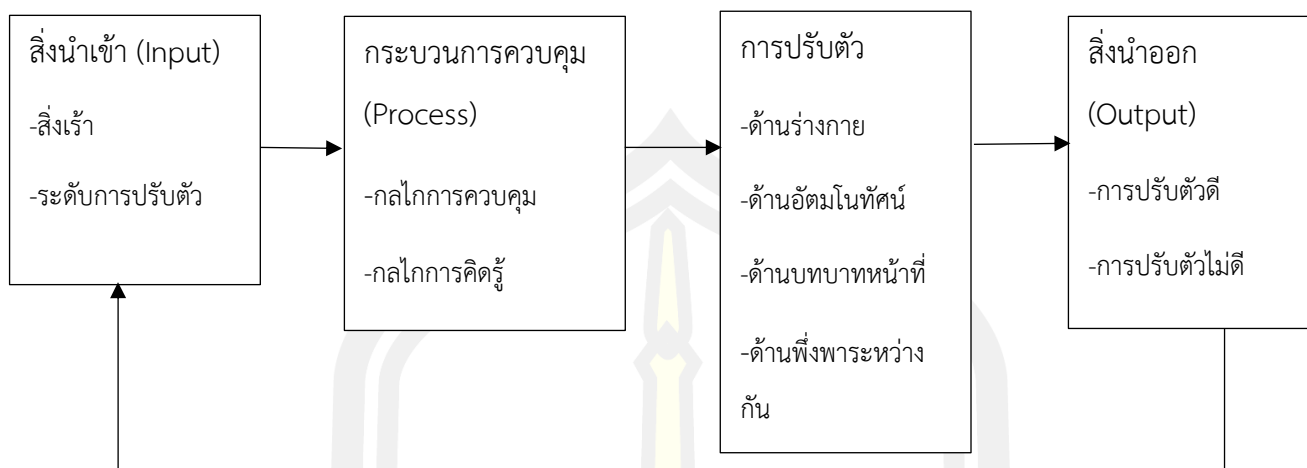 สิ่งนำเข้า (Input)
-สิ่งเร้า
-ระดับการปรับตัว
กระบวนการควบคุม
(Process)
-กลไกการควบคุม
-กลไกการคิดรู้
การปรับตัว
-ด้านร่างกาย
-ด้านอัตมโนทัศน์
-ด้านบทบาทหน้าที่
-ด้านพึ่งพาระหว่าง
กัน
สิ่งนำออก
(Output)
-การปรับตัวดี
-การปรับตัวไม่ดี